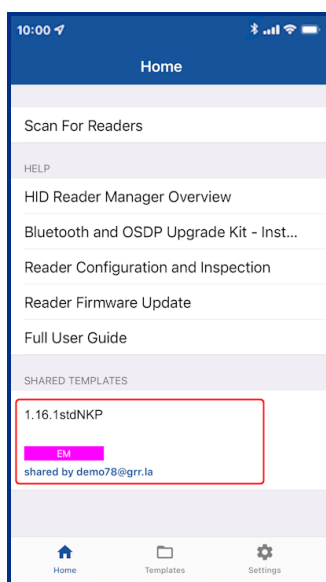 10:00
Home
Scan For Readers
HELP
HID Reader Manager Overview
Bluetooth and OSDP Upgrade Kit - Inst...
Reader Configuration and Inspection
Reader Firmware Update
Full User Guide
SHARED TEMPLATES
1.16.1stdNKP
EM
shared by demo78@grr.la
Home Templates Settings